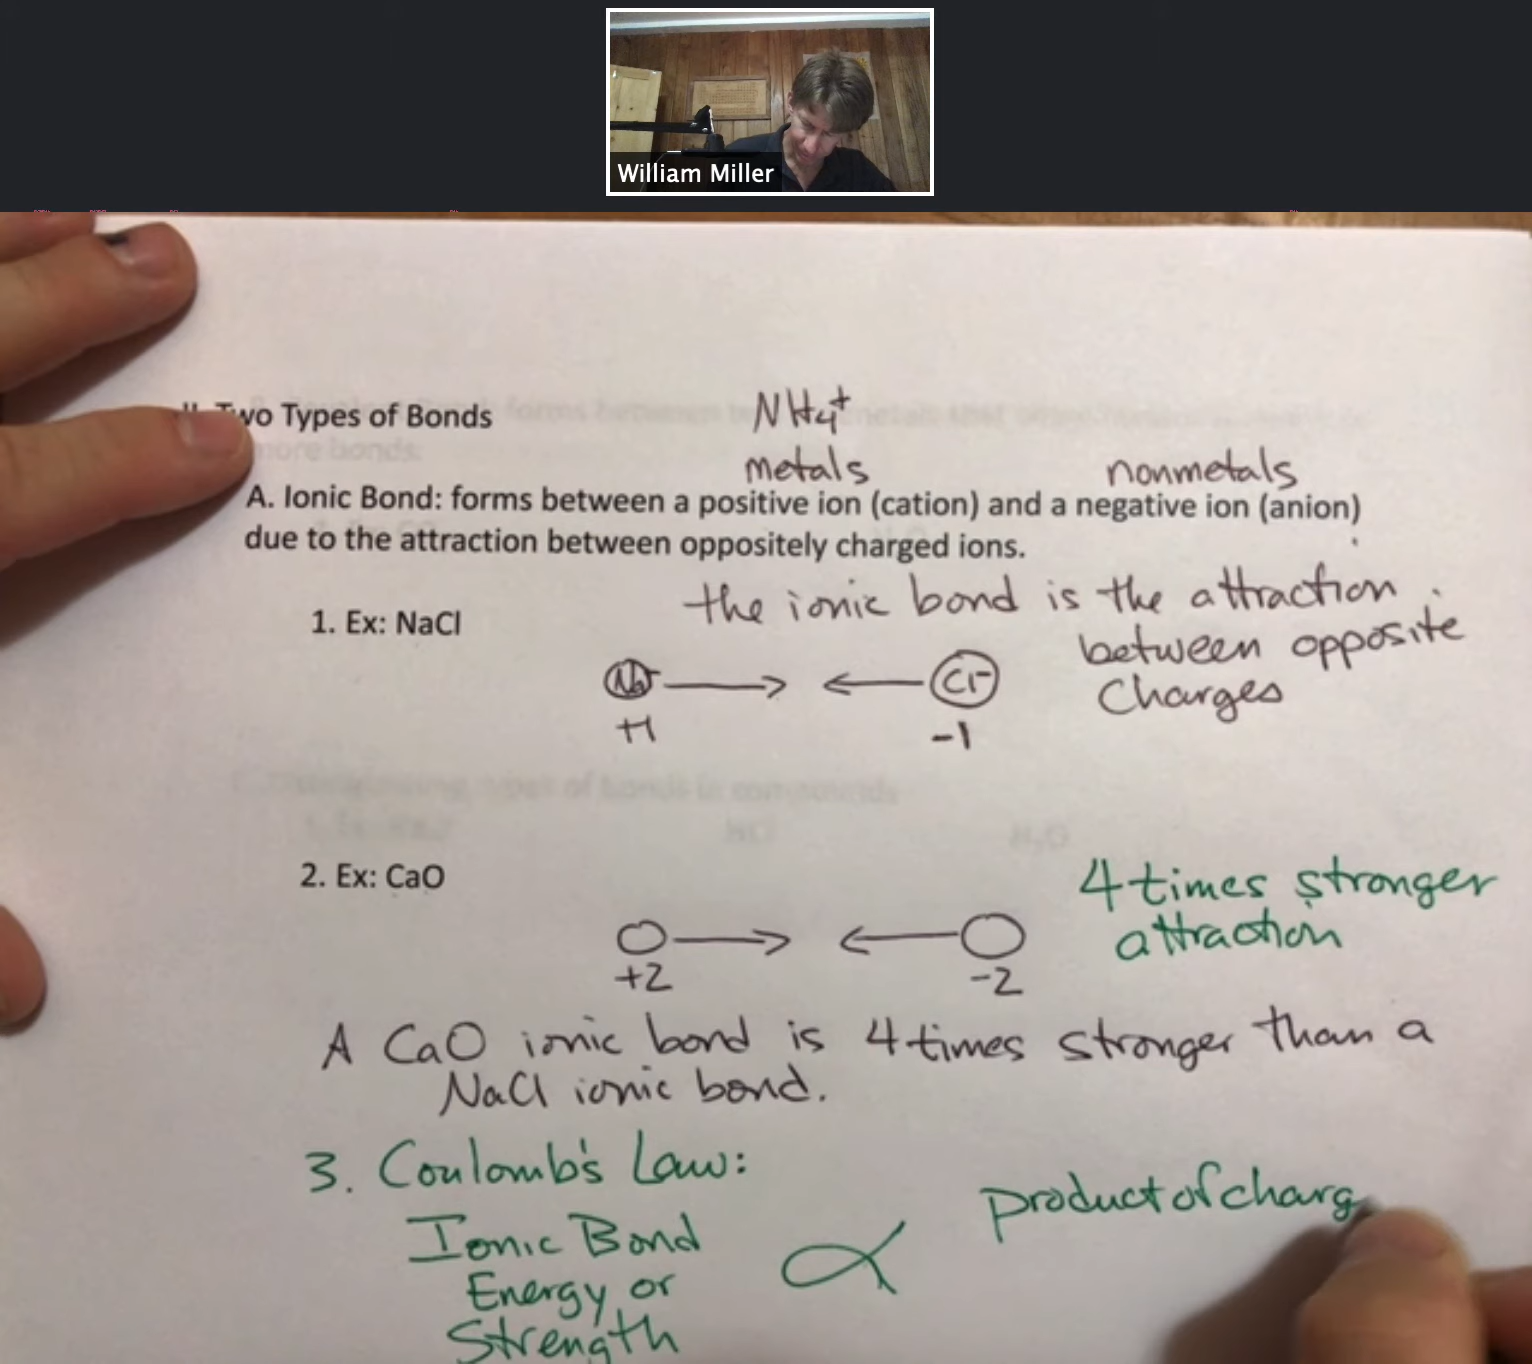 William Miller
Two Types of Bonds
NH4+
metals
nonmetals
A. Ionic Bond: forms between a positive ion (cation) and a negative ion (anion)
due to the attraction between oppositely charged ions.
the ionic bond is the attraction
between opposite
charges
1. Ex: NaCl
Na+
Cl-
+1
-1
2. Ex: CaO
4 times stronger
attraction
+2
-2
A CaO ionic bond is 4 times stronger than a
NaCl ionic bond.
3. Coulomb's Law:
Ionic Bond
Energy or
Strength
∝
product of charg